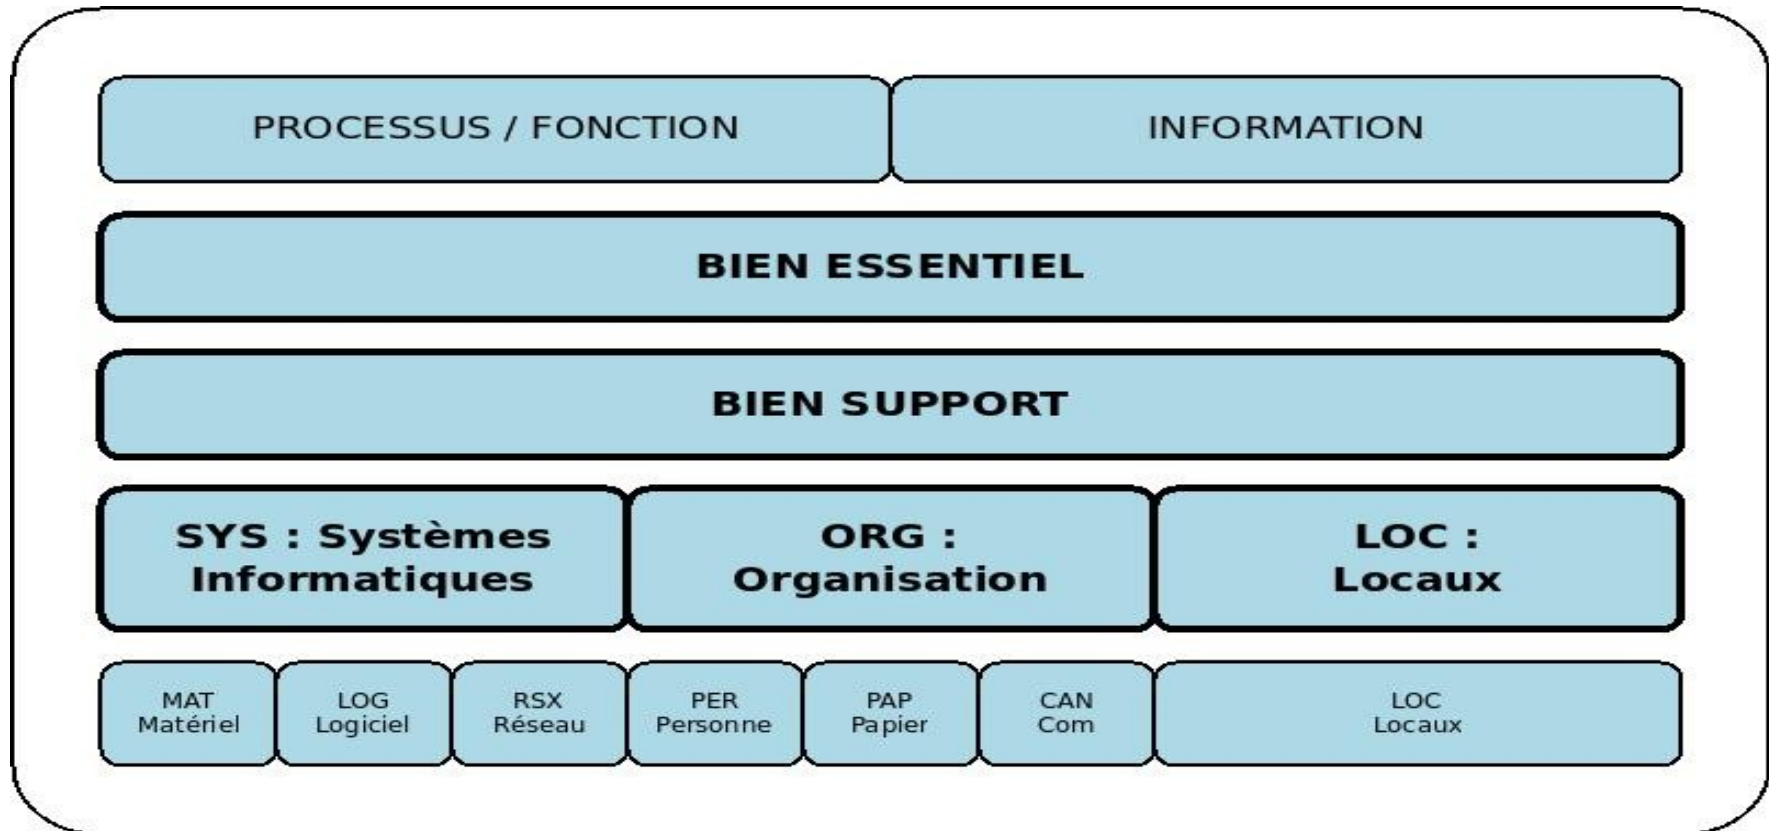 PROCESSUS / FONCTION
INFORMATION
BIEN ESSENTIEL
BIEN SUPPORT
SYS : Systèmes
Informatiques
ORG :
Organisation
LOC :
Locaux
MAT
Matériel
LOG
Logiciel
RSX
Réseau
PER
Personne
PAP
Papier
CAN
Com
LOC
Locaux